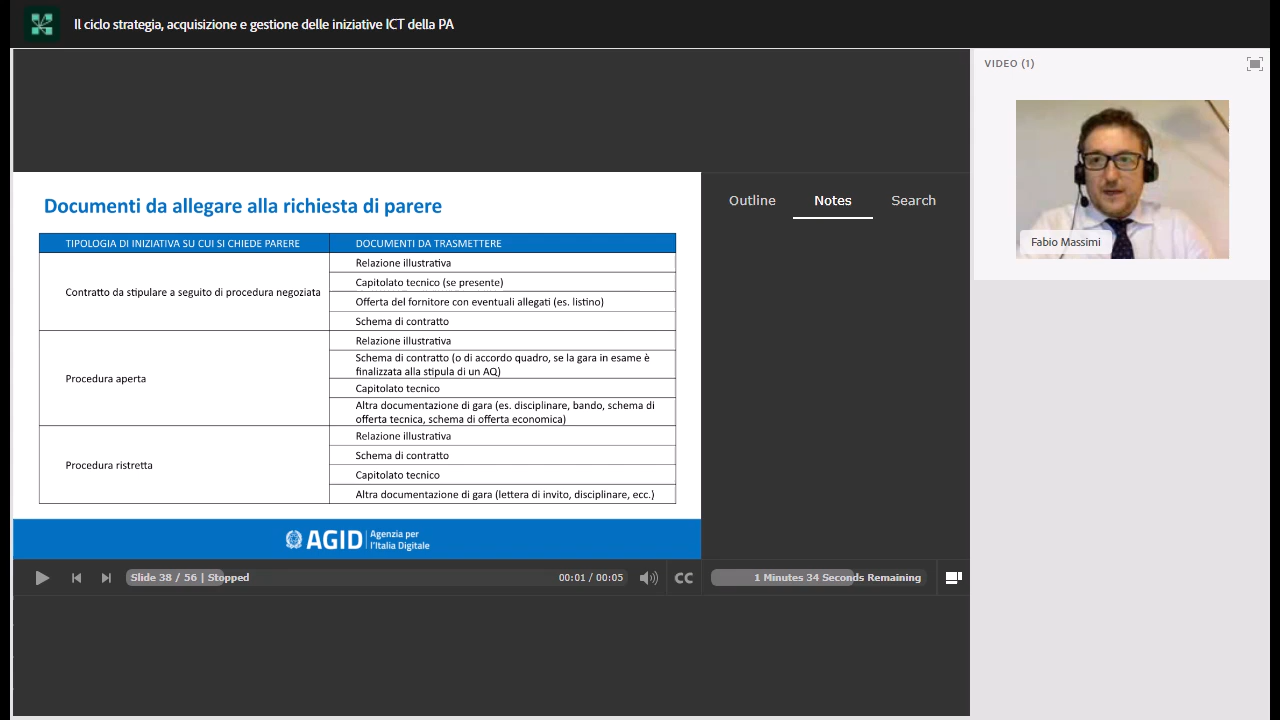 Il ciclo strategia, acquisizione e gestione delle iniziative ICT della PA
VIDEO (1)
Fabio Massimi
Outline Notes Search
Documenti da allegare alla richiesta di parere
TIPOLOGIA DI INIZIATIVA SU CUI SI CHIEDE PARERE
DOCUMENTI DA TRASMETTERE
Contratto da stipulare a seguito di procedura negoziata
Relazione illustrativa
Capitolato tecnico (se presente)
Offerta del fornitore con eventuali allegati (es. listino)
Schema di contratto
Procedura aperta
Relazione illustrativa
Schema di contratto (o di accordo quadro, se la gara in esame è
finalizzata alla stipula di un AQ)
Capitolato tecnico
Altra documentazione di gara (es. disciplinare, bando, schema di
offerta tecnica, schema di offerta economica)
Procedura ristretta
Relazione illustrativa
Schema di contratto
Capitolato tecnico
Altra documentazione di gara (lettera di invito, disciplinare, ecc.)
AGID
Agenzia per
l'Italia Digitale
Slide 38 / 56 | Stopped
00:01 / 00:05
CC
1 Minutes 34 Seconds Remaining